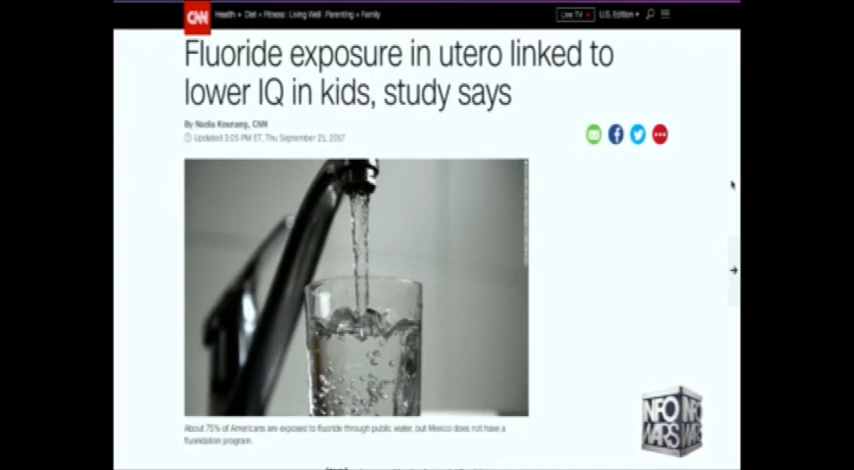 CNN Health » Diet + Fitness Living Well Parenting + Family Live TV U.S. Edition +
Fluoride exposure in utero linked to
lower IQ in kids, study says
By Nadia Kounang, CNN
Updated 3:05 PM ET, Thu September 21, 2017
About 75% of Americans are exposed to fluoride through public water, but Mexico does not have a
fluoridation program.
INFO
WARS